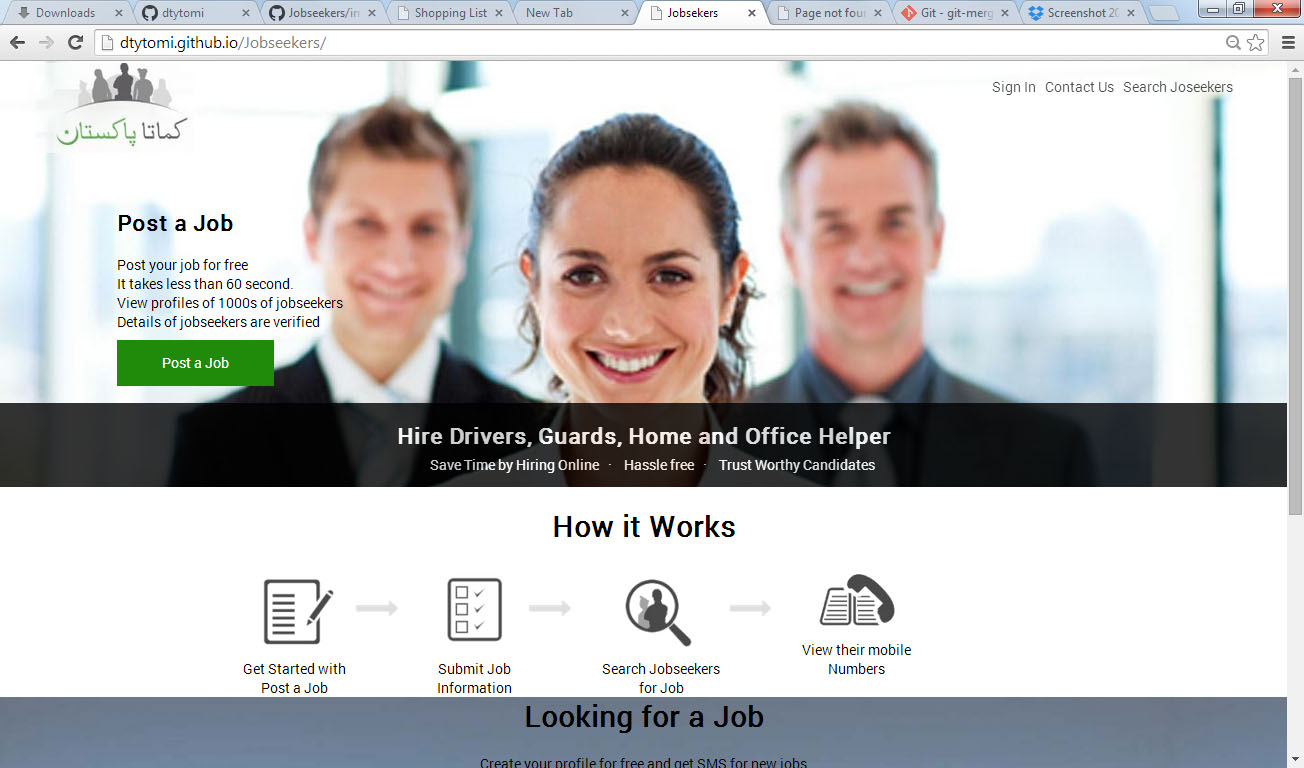 Downloads
dtytomi
Jobseekers/in
Shopping List
New Tab
Jobsekers
Page not foun
Git - git-merg
Screenshot 20
dtytomi.github.io/Jobseekers/
کماتا پاکستان
Sign In Contact Us Search Joseekers
Post a Job
Post your job for free
It takes less than 60 second.
View profiles of 1000s of jobseekers
Details of jobseekers are verified
Post a Job
Hire Drivers, Guards, Home and Office Helper
Save Time by Hiring Online · Hassle free · Trust Worthy Candidates
How it Works
Get Started with
Post a Job
Submit Job
Information
Search Jobseekers
for Job
View their mobile
Numbers
Looking for a Job
Create your profile for free and get SMS for new jobs